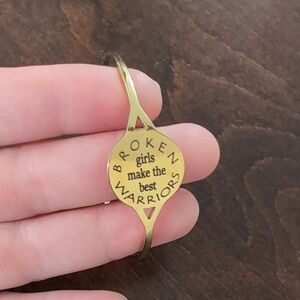 BROKEN
girls
make the
best
WARRIORS